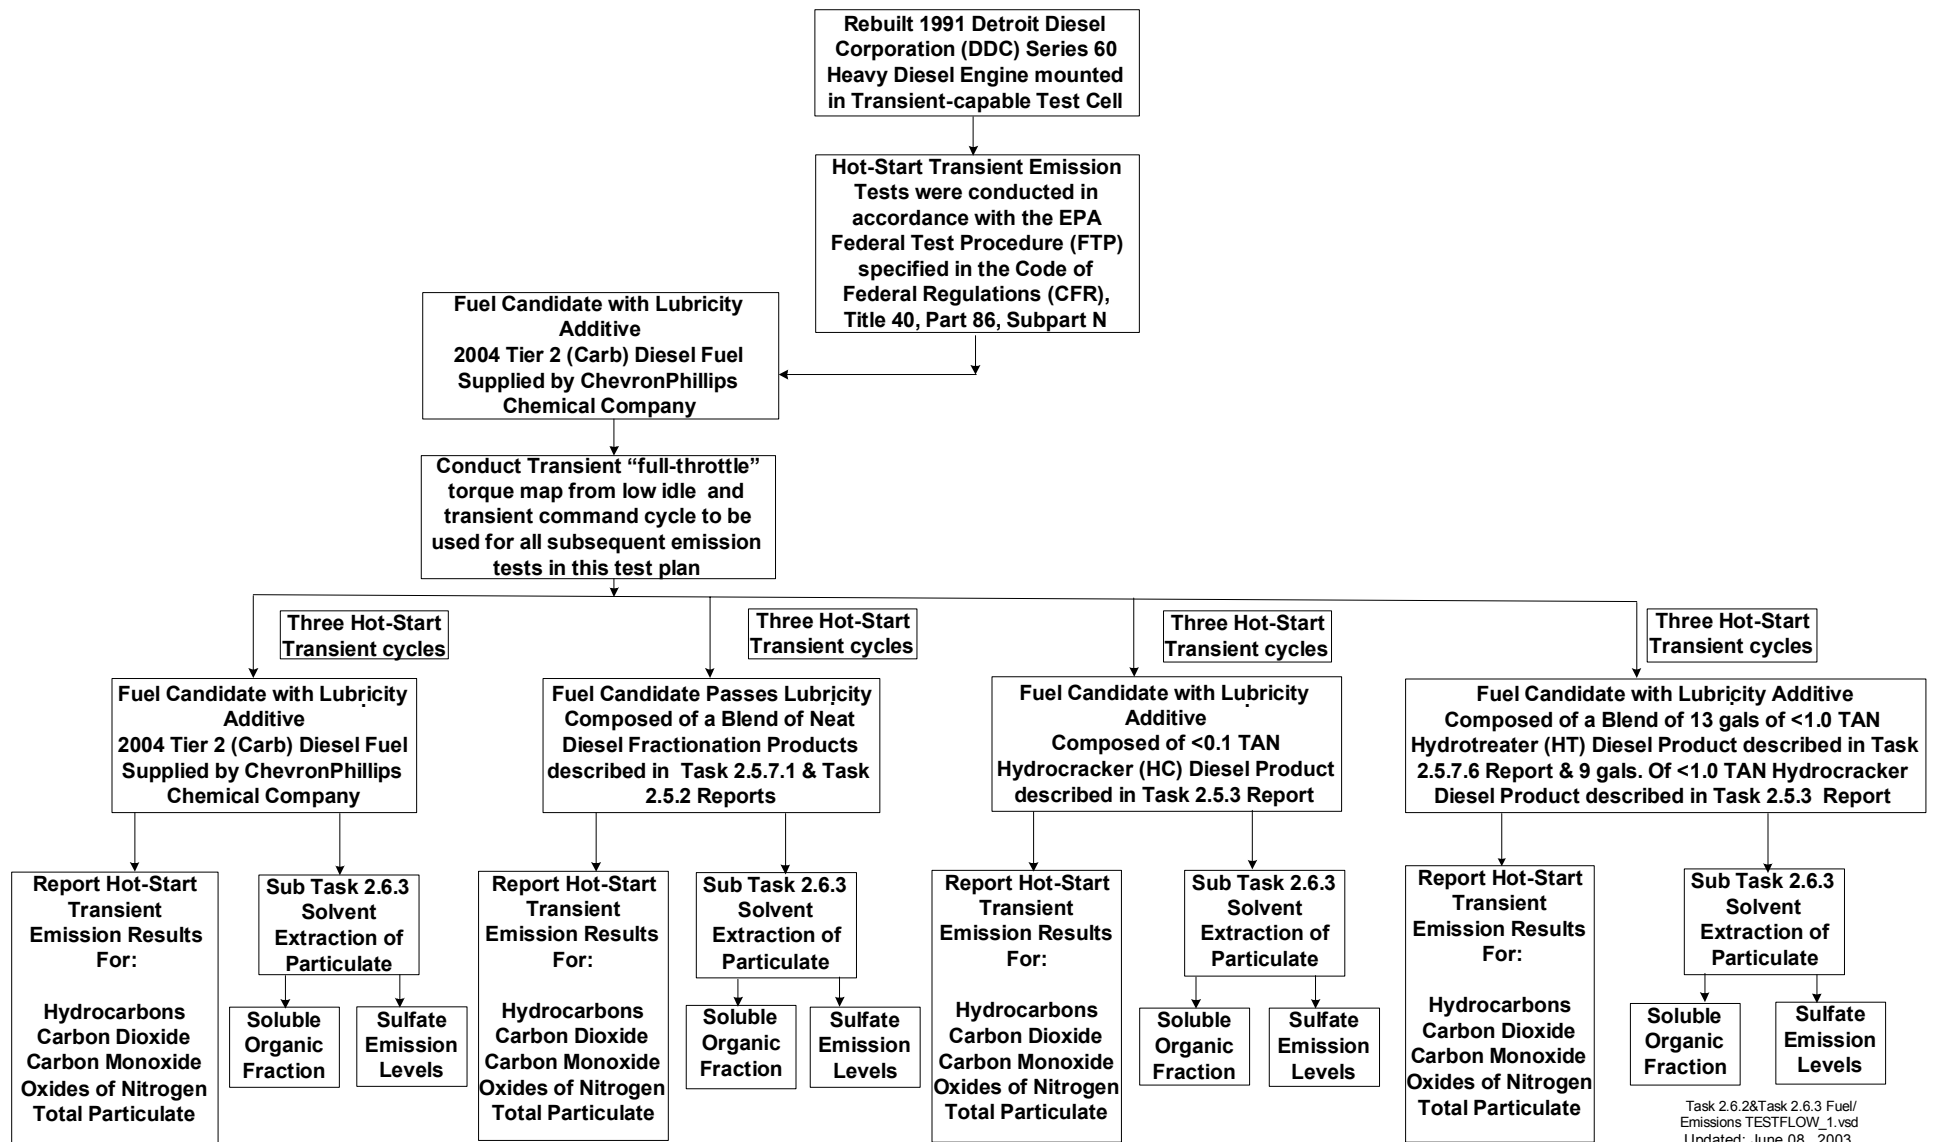 Rebuilt 1991 Detroit Diesel
Corporation (DDC) Series 60
Heavy Diesel Engine mounted
in Transient-capable Test Cell
Hot-Start Transient Emission
Tests were conducted in
accordance with the EPA
Federal Test Procedure (FTP)
specified in the Code of
Federal Regulations (CFR),
Title 40, Part 86, Subpart N
Fuel Candidate with Lubricity
Additive
2004 Tier 2 (Carb) Diesel Fuel
Supplied by ChevronPhillips
Chemical Company
Conduct Transient “full-throttle”
torque map from low idle and
transient command cycle to be
used for all subsequent emission
tests in this test plan
Three Hot-Start
Transient cycles
Three Hot-Start
Transient cycles
Three Hot-Start
Transient cycles
Three Hot-Start
Transient cycles
Fuel Candidate with Lubricity
Additive
2004 Tier 2 (Carb) Diesel Fuel
Supplied by ChevronPhillips
Chemical Company
Fuel Candidate Passes Lubricity
Composed of a Blend of Neat
Diesel Fractionation Products
described in Task 2.5.7.1 & Task
2.5.2 Reports
Fuel Candidate with Lubricity
Additive
Composed of <0.1 TAN
Hydrocracker (HC) Diesel Product
described in Task 2.5.3 Report
Fuel Candidate with Lubricity Additive
Composed of a Blend of 13 gals of <1.0 TAN
Hydrotreater (HT) Diesel Product described in Task
2.5.7.6 Report & 9 gals. Of <1.0 TAN Hydrocracker
Diesel Product described in Task 2.5.3 Report
Report Hot-Start
Transient
Emission Results
For:
Hydrocarbons
Carbon Dioxide
Carbon Monoxide
Oxides of Nitrogen
Total Particulate
Sub Task 2.6.3
Solvent
Extraction of
Particulate
Soluble
Organic
Fraction
Sulfate
Emission
Levels
Report Hot-Start
Transient
Emission Results
For:
Hydrocarbons
Carbon Dioxide
Carbon Monoxide
Oxides of Nitrogen
Total Particulate
Sub Task 2.6.3
Solvent
Extraction of
Particulate
Soluble
Organic
Fraction
Sulfate
Emission
Levels
Report Hot-Start
Transient
Emission Results
For:
Hydrocarbons
Carbon Dioxide
Carbon Monoxide
Oxides of Nitrogen
Total Particulate
Sub Task 2.6.3
Solvent
Extraction of
Particulate
Soluble
Organic
Fraction
Sulfate
Emission
Levels
Report Hot-Start
Transient
Emission Results
For:
Hydrocarbons
Carbon Dioxide
Carbon Monoxide
Oxides of Nitrogen
Total Particulate
Sub Task 2.6.3
Solvent
Extraction of
Particulate
Soluble
Organic
Fraction
Sulfate
Emission
Levels
Task 2.6.2&Task 2.6.3 Fuel/
Emissions TESTFLOW_1.vsd
Updated: June 08, 2003